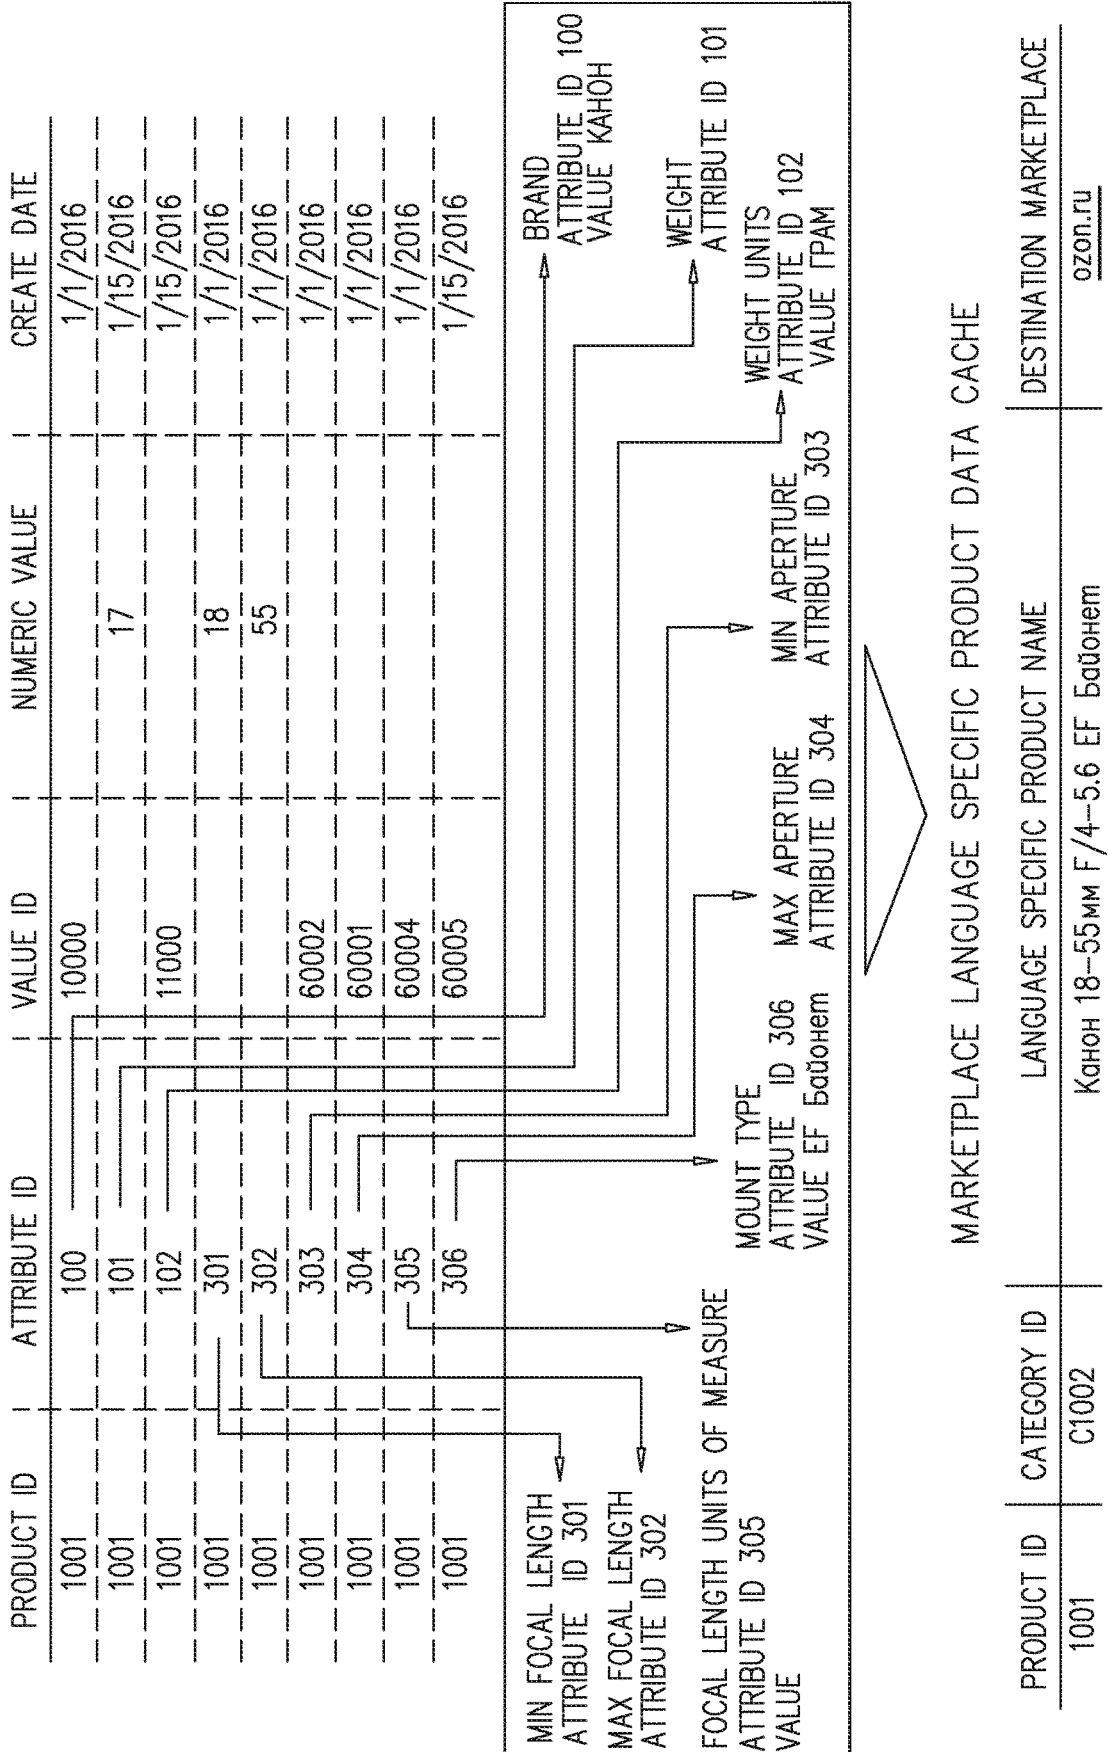 PRODUCT ID ATTRIBUTE ID VALUE ID NUMERIC VALUE CREATE DATE
1001 100 10000 1/1/2016
1001 101 17 1/15/2016
1001 102 11000 1/15/2016
1001 301 18 1/1/2016
1001 302 55 1/1/2016
1001 303 60002 1/1/2016
1001 304 60001 1/1/2016
1001 305 60004 1/1/2016
1001 306 60005 1/15/2016
MIN FOCAL LENGTH
ATTRIBUTE ID 301
MAX FOCAL LENGTH
ATTRIBUTE ID 302
FOCAL LENGTH UNITS OF MEASURE
ATTRIBUTE ID 305
VALUE
MOUNT TYPE
ATTRIBUTE ID 306
VALUE EF Байонет
MAX APERTURE
ATTRIBUTE ID 304
MIN APERTURE
ATTRIBUTE ID 303
BRAND
ATTRIBUTE ID 100
VALUE КАНОН
WEIGHT
ATTRIBUTE ID 101
WEIGHT UNITS
ATTRIBUTE ID 102
VALUE ГРАМ
MARKETPLACE LANGUAGE SPECIFIC PRODUCT DATA CACHE
PRODUCT ID CATEGORY ID LANGUAGE SPECIFIC PRODUCT NAME DESTINATION MARKETPLACE
1001 C1002 Канон 18–55мм F/4–5.6 EF Байонет ozon.ru